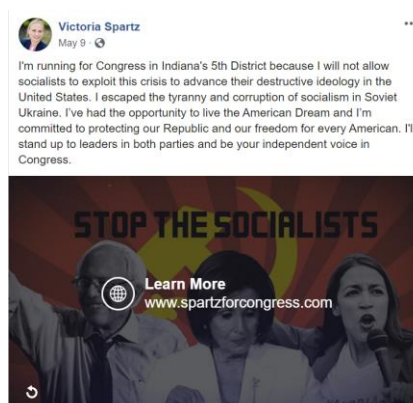 Victoria Spartz
May 9 ·
I'm running for Congress in Indiana's 5th District because I will not allow
socialists to exploit this crisis to advance their destructive ideology in the
United States. I escaped the tyranny and corruption of socialism in Soviet
Ukraine. I've had the opportunity to live the American Dream and I'm
committed to protecting our Republic and our freedom for every American. I'll
stand up to leaders in both parties and be your independent voice in
Congress.
STOP THE SOCIALISTS
Learn More
www.spartzforcongress.com